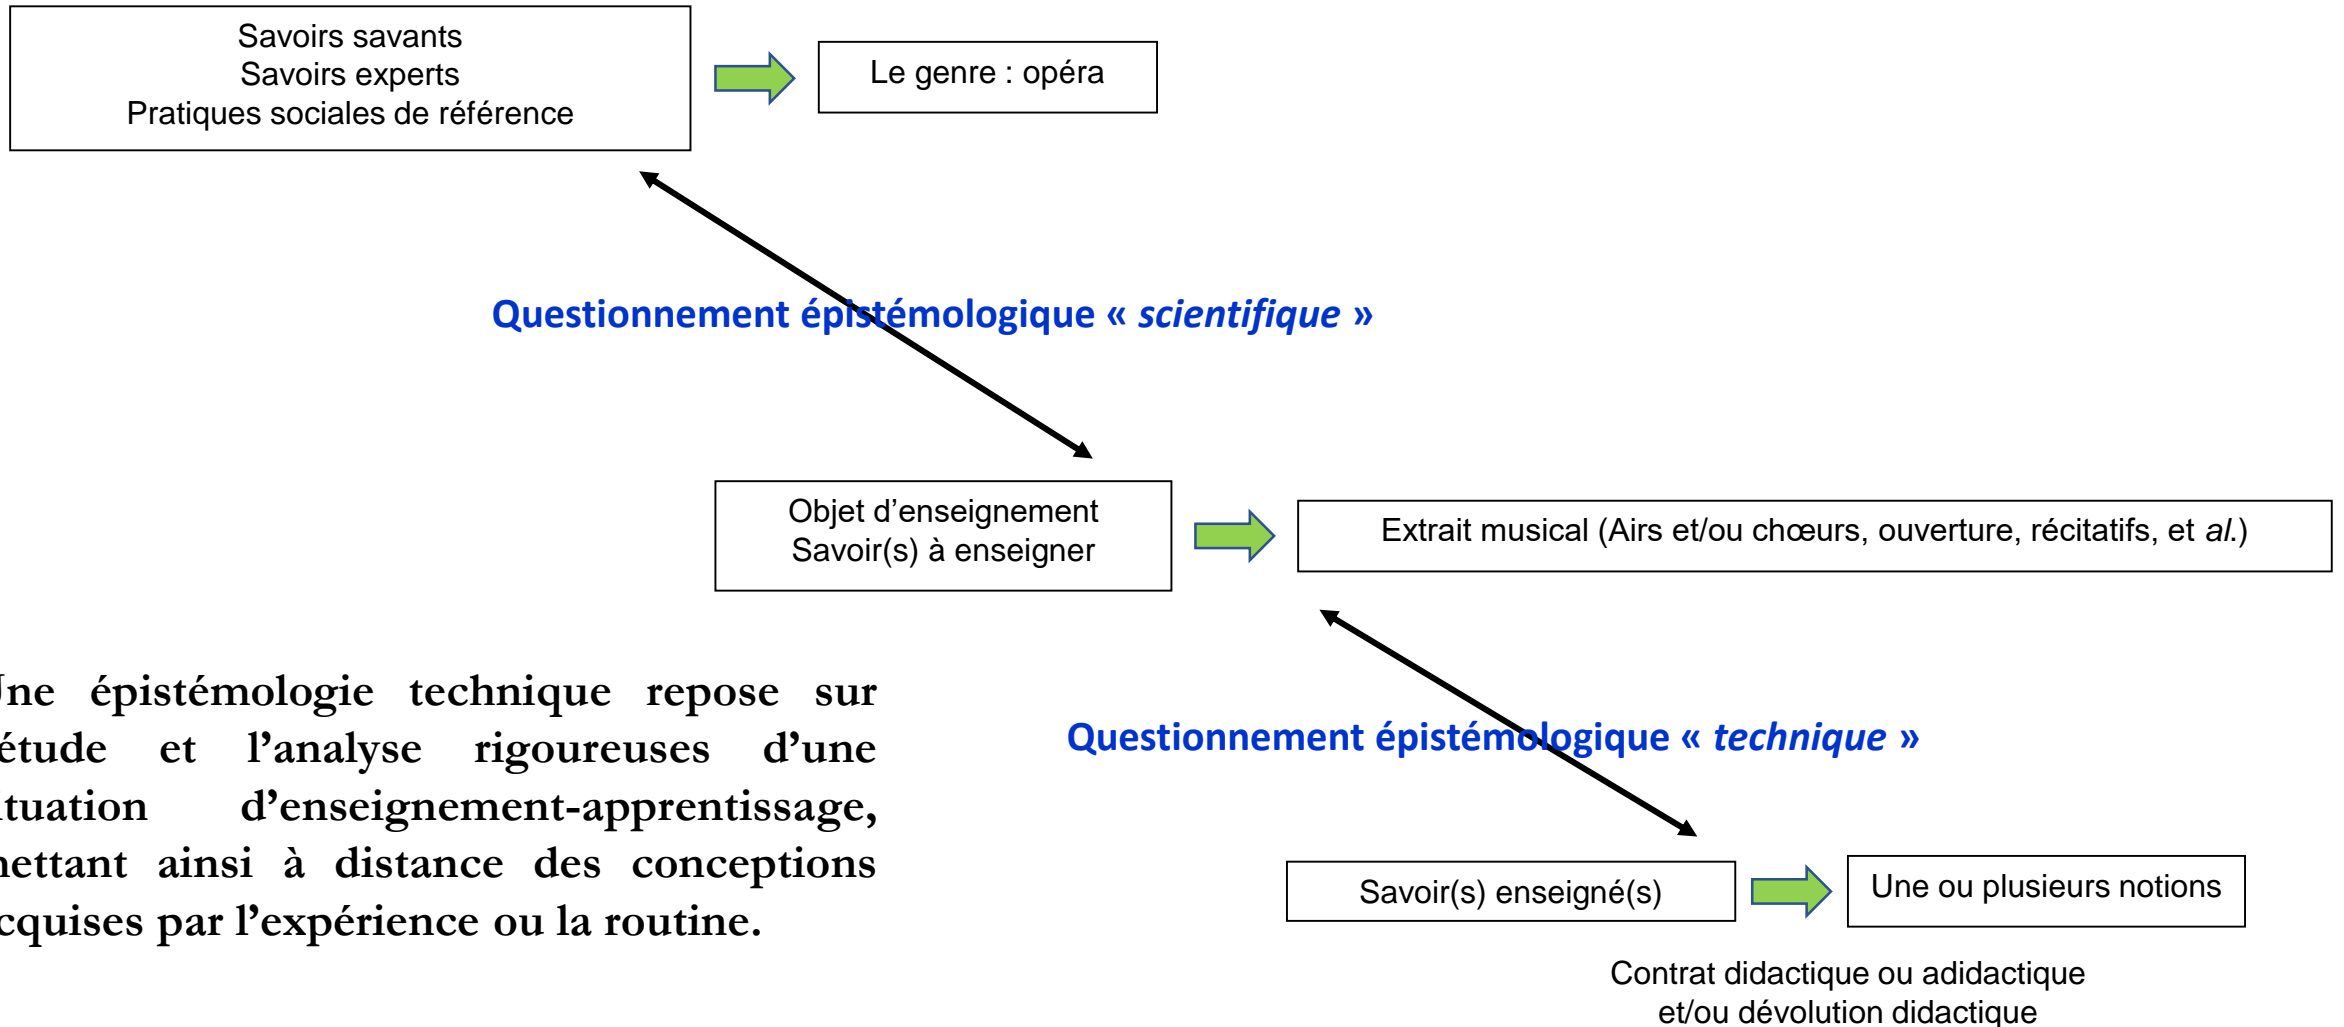 Savoirs savants
Savoirs experts
Pratiques sociales de référence
Le genre : opéra
Questionnement épistémologique « scientifique »
Objet d’enseignement
Savoir(s) à enseigner
Extrait musical (Airs et/ou chœurs, ouverture, récitatifs, et al.)
Une épistémologie technique repose sur
étude et l’analyse rigoureuses d’une
ituation d’enseignement-apprentissage,
mettant ainsi à distance des conceptions
cquises par l’expérience ou la routine.
Questionnement épistémologique « technique »
Savoir(s) enseigné(s)
Une ou plusieurs notions
Contrat didactique ou adidactique
et/ou dévolution didactique